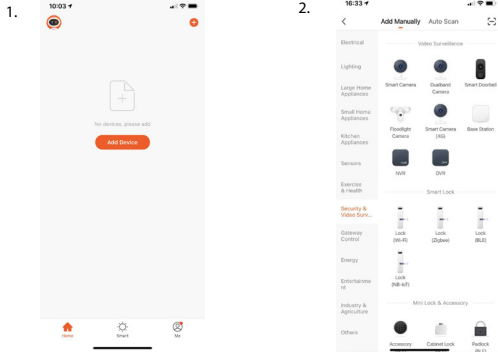 1.
10:03
No devices, please add
Add Device
Home
Smart
Me
2.
16:33
Add Manually Auto Scan
Electrical
Video Surveillance
Lighting
Smart Camera
Dualband
Camera
Smart Doorbell
Large Home
Appliances
Small Home
Appliances
Floodlight
Camera
Smart Camera
(4G)
Base Station
Kitchen
Appliances
NVR
DVR
Sensors
Exercise
& Health
Smart Lock
Security &
Video Surv...
Lock
(Wi-Fi)
Lock
(Zigbee)
Lock
(BLE)
Gateway
Control
Energy
Lock
(NB-IoT)
Entertainme
nt
Industry &
Agriculture
Mini Lock & Accessory
Others
Accessory
Cabinet Lock
Padlock